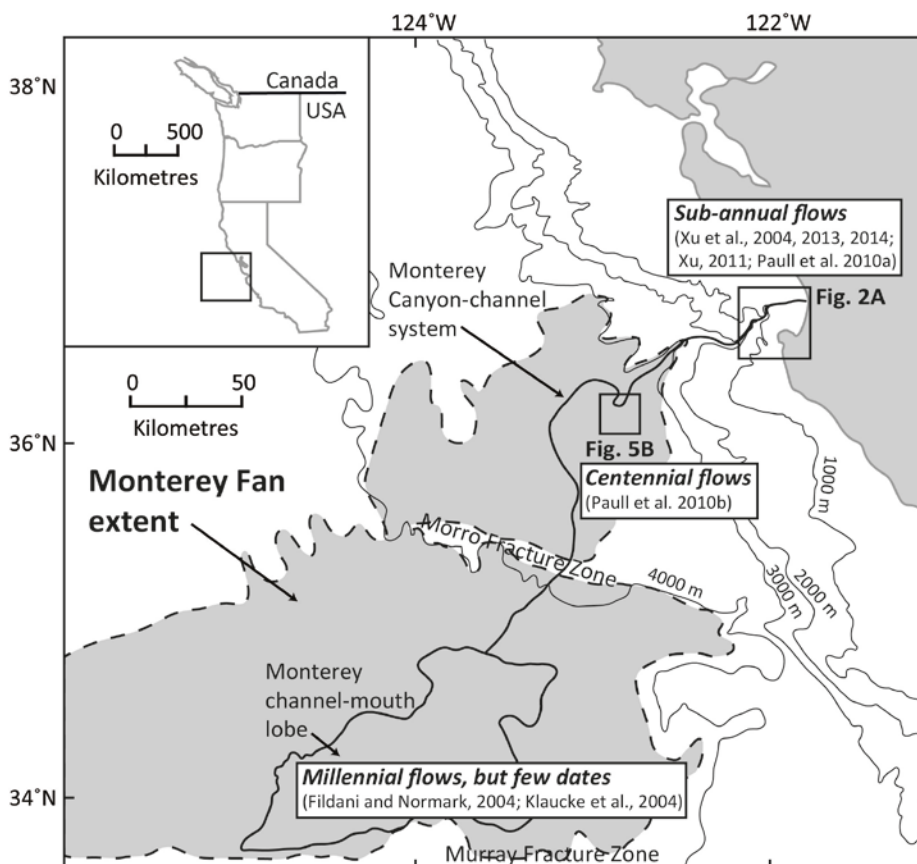 124°W
122°W
38°N
Canada
USA
0 500
Kilometres
Sub-annual flows
(Xu et al., 2004, 2013, 2014;
Xu, 2011; Paull et al. 2010a)
Monterey
Canyon-channel
system
Fig. 2A
0 50
Kilometres
36°N
Fig. 5B
1000 m
Monterey Fan
extent
Centennial flows
(Paull et al. 2010b)
Morro Fracture Zone
4000 m
3000 m
2000 m
Monterey
channel-mouth
lobe
Millennial flows, but few dates
(Fildani and Normark, 2004; Klaucke et al., 2004)
34°N
Murray Fracture Zone